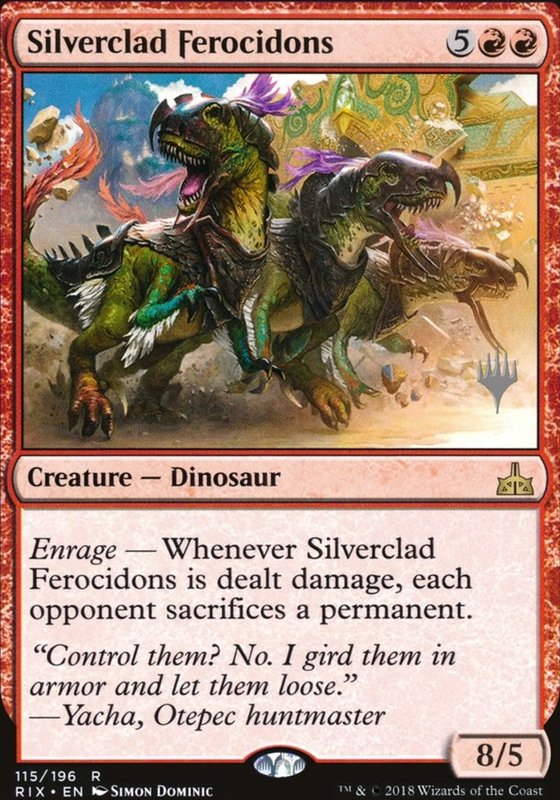 Silverclad Ferocidons 5
Creature — Dinosaur
Enrage — Whenever Silverclad
Ferocidons is dealt damage, each
opponent sacrifices a permanent.
“Control them? No. I gird them in
armor and let them loose.”
—Yacha, Otepec huntmaster
8/5
115/196 R
RIX • EN Simon Dominic
™ & © 2018 Wizards of the Coast